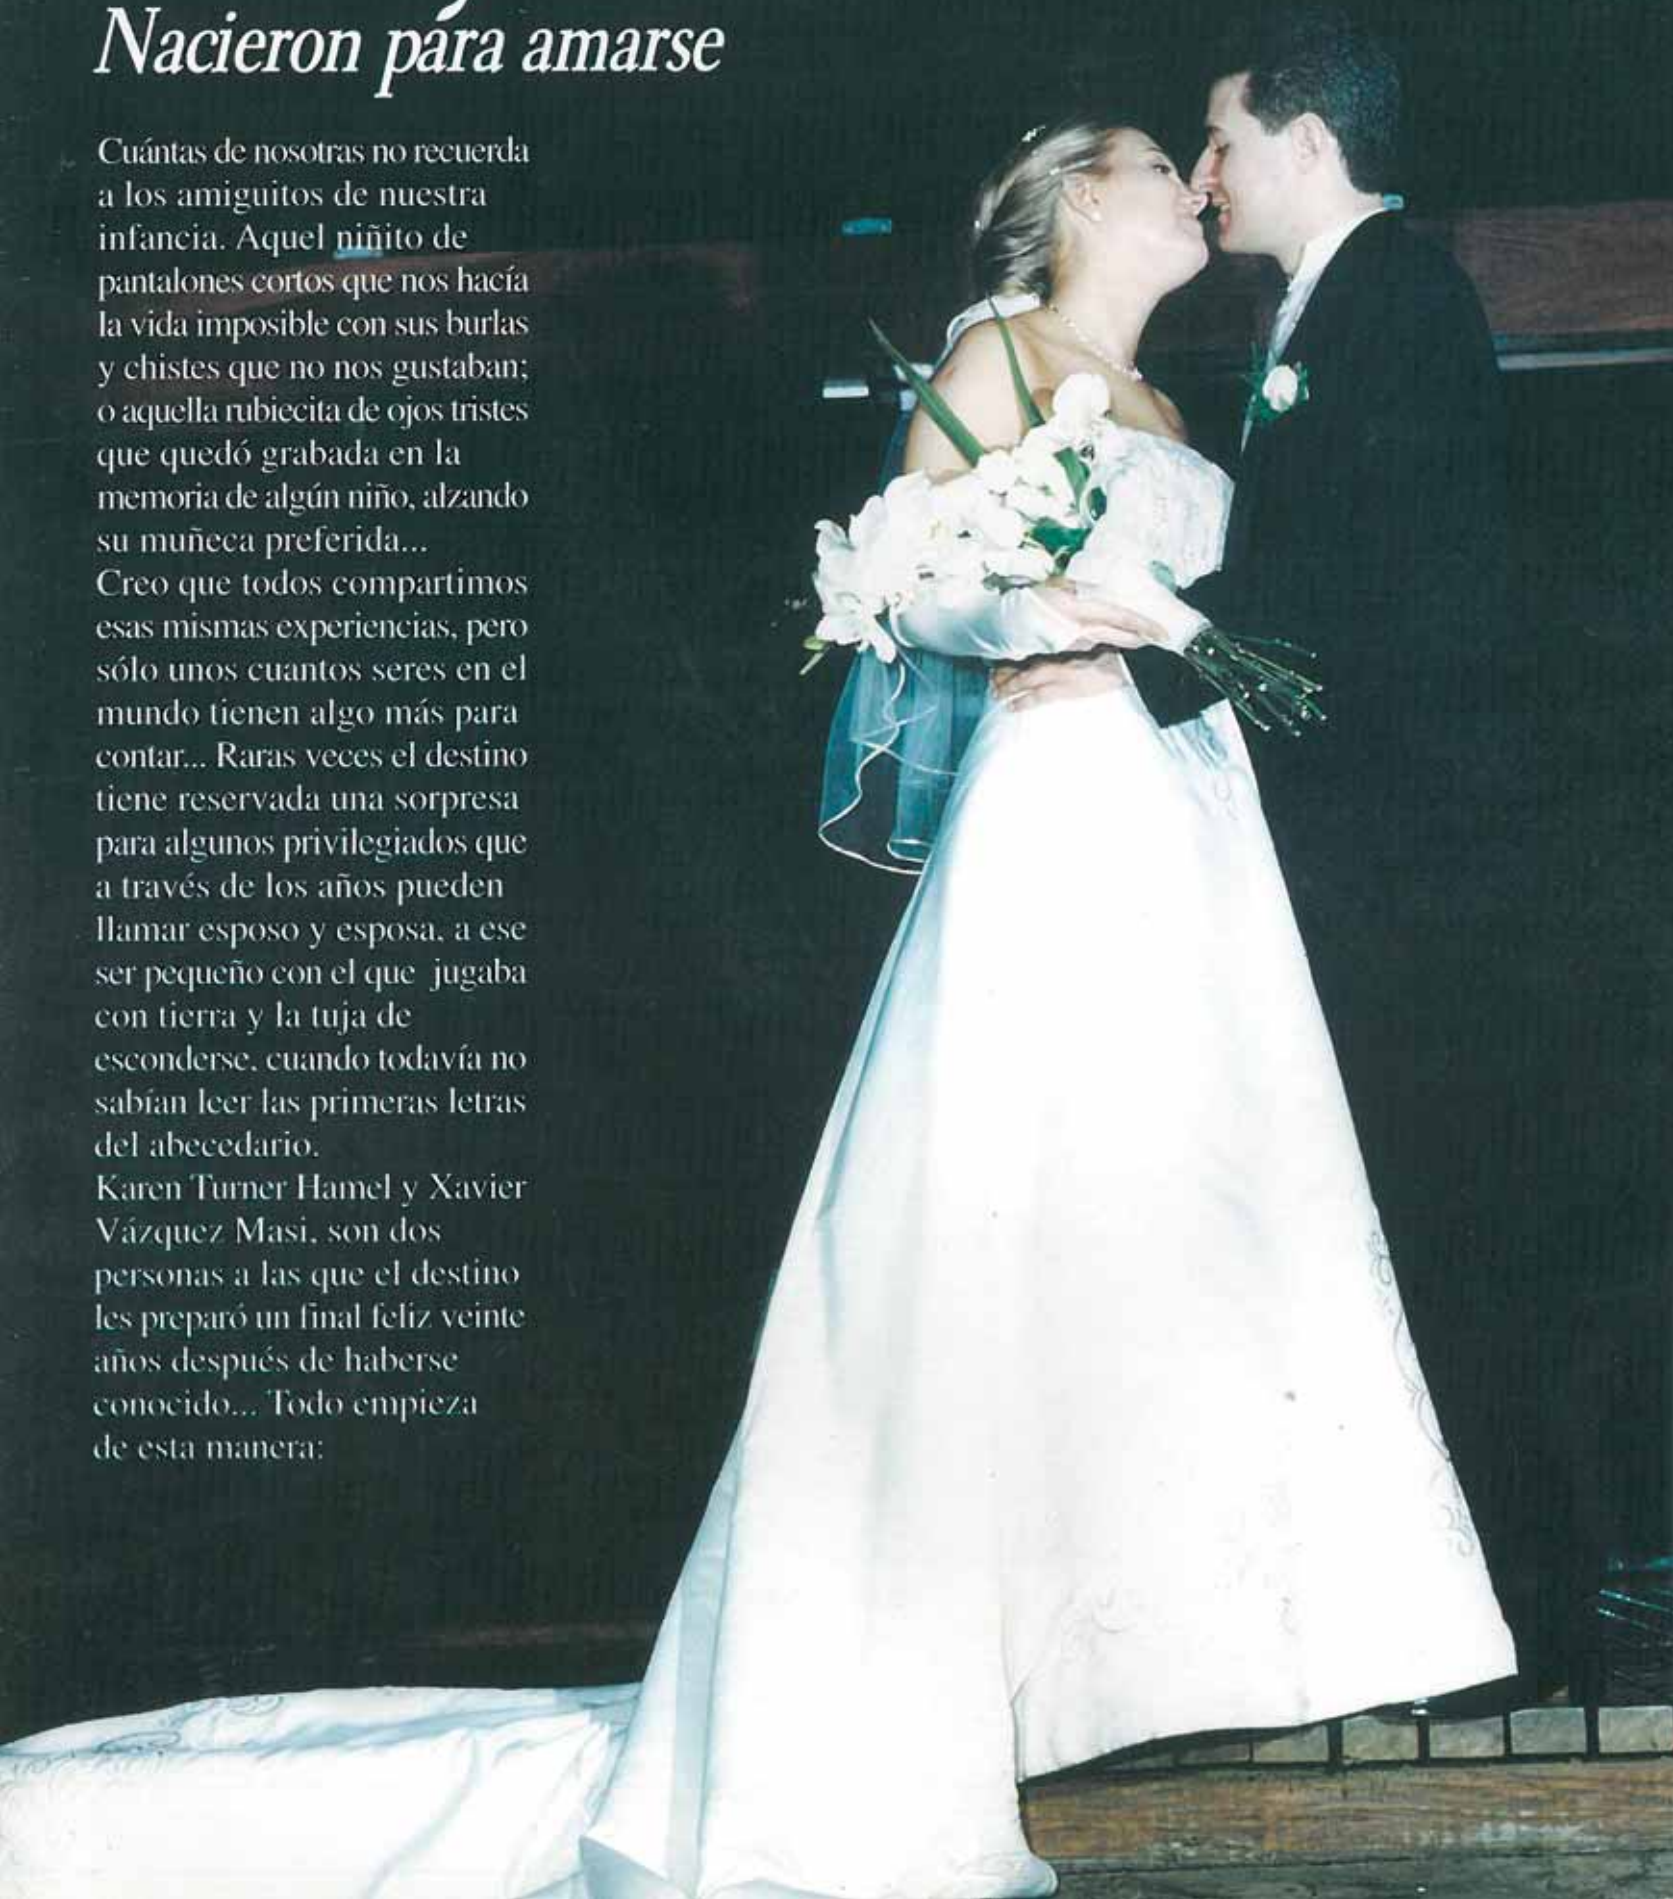 Nacieron para amarse
Cuántas de nosotras no recuerda
a los amiguitos de nuestra
infancia. Aquel niñito de
pantalones cortos que nos hacía
la vida imposible con sus burlas
y chistes que no nos gustaban;
o aquella rubiecita de ojos tristes
que quedó grabada en la
memoria de algún niño, alzando
su muñeca preferida...
Creo que todos compartimos
esas mismas experiencias, pero
sólo unos cuantos seres en el
mundo tienen algo más para
contar... Raras veces el destino
tiene reservada una sorpresa
para algunos privilegiados que
a través de los años pueden
llamar esposo y esposa, a ese
ser pequeño con el que jugaba
con tierra y la tuja de
esconderse, cuando todavía no
sabían leer las primeras letras
del abecedario.
Karen Turner Hamel y Xavier
Vázquez Masi, son dos
personas a las que el destino
les preparó un final feliz veinte
años después de haberse
conocido... Todo empieza
de esta manera: